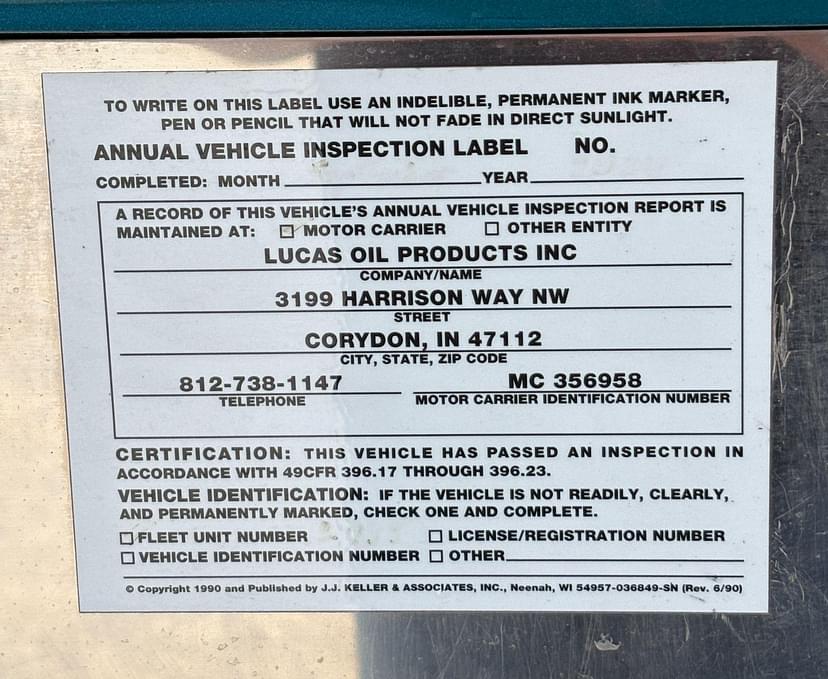 TO WRITE ON THIS LABEL USE AN INDELIBLE, PERMANENT INK MARKER,
PEN OR PENCIL THAT WILL NOT FADE IN DIRECT SUNLIGHT.
ANNUAL VEHICLE INSPECTION LABEL NO.
COMPLETED: MONTH YEAR
A RECORD OF THIS VEHICLE'S ANNUAL VEHICLE INSPECTION REPORT IS
MAINTAINED AT: MOTOR CARRIER OTHER ENTITY
LUCAS OIL PRODUCTS INC
COMPANY/NAME
3199 HARRISON WAY NW
STREET
CORYDON, IN 47112
CITY, STATE, ZIP CODE
812-738-1147 MC 356958
TELEPHONE MOTOR CARRIER IDENTIFICATION NUMBER
CERTIFICATION: THIS VEHICLE HAS PASSED AN INSPECTION IN
ACCORDANCE WITH 49CFR 396.17 THROUGH 396.23.
VEHICLE IDENTIFICATION: IF THE VEHICLE IS NOT READILY, CLEARLY,
AND PERMANENTLY MARKED, CHECK ONE AND COMPLETE.
FLEET UNIT NUMBER LICENSE/REGISTRATION NUMBER
VEHICLE IDENTIFICATION NUMBER OTHER
© Copyright 1990 and Published by J.J. KELLER & ASSOCIATES, INC., Neenah, WI 54957-0368 49-SN (Rev. 6/90)